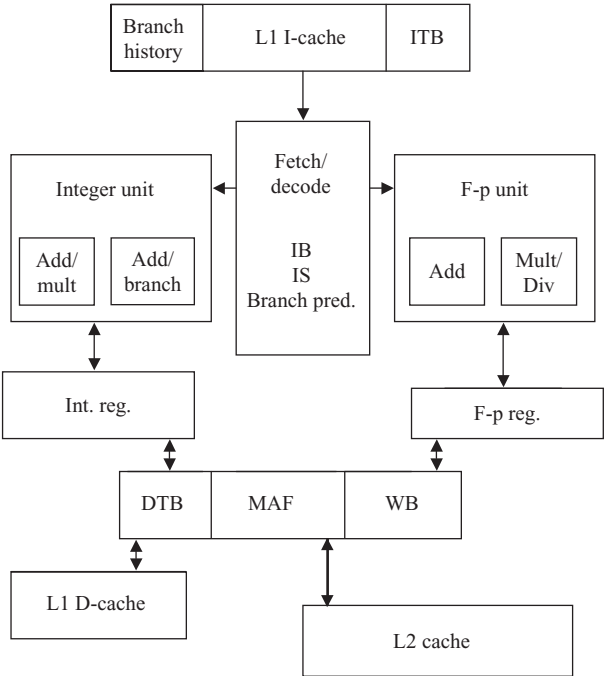 Branch
history
L1 I-cache
ITB
Fetch/
decode
IB
IS
Branch pred.
Integer unit
Add/
mult
Add/
branch
F-p unit
Add
Mult/
Div
Int. reg.
F-p reg.
DTB
MAF
WB
L1 D-cache
L2 cache